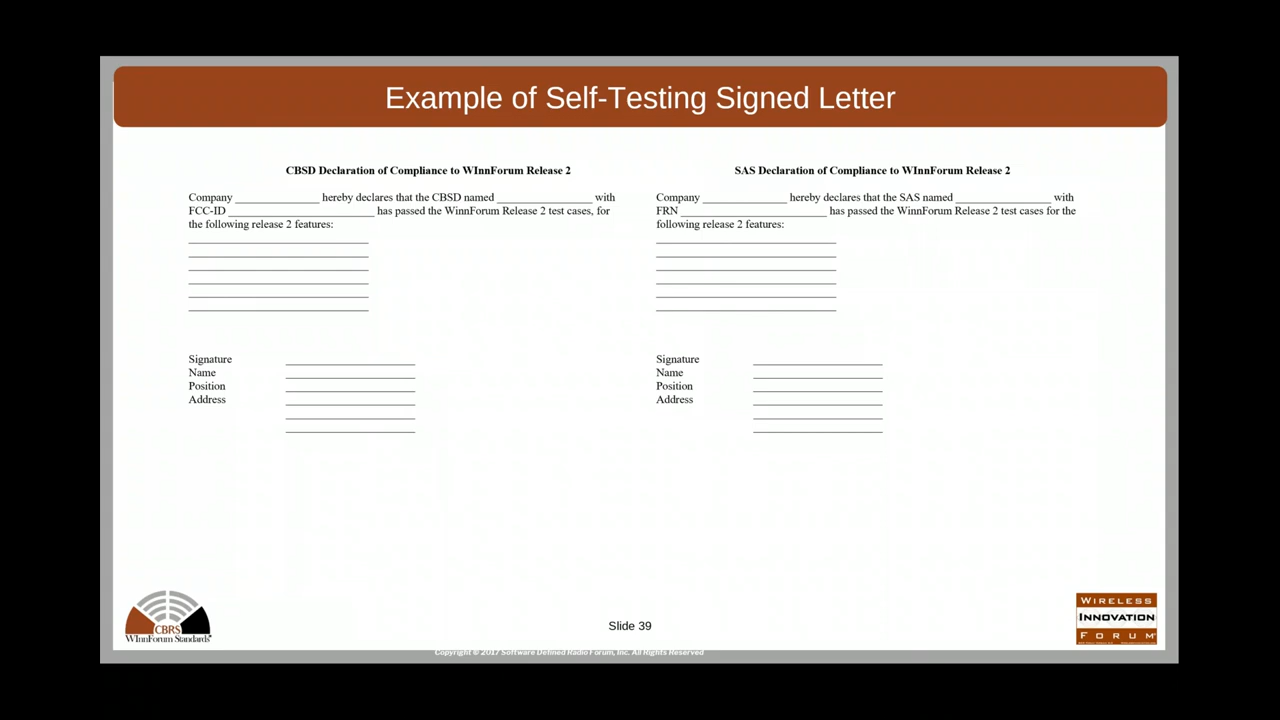 Example of Self-Testing Signed Letter
CBSD Declaration of Compliance to WInnForum Release 2
Company _______________ hereby declares that the CBSD named _________________ with
FCC-ID __________________________ has passed the WinnForum Release 2 test cases, for
the following release 2 features:
Signature
Name
Position
Address
SAS Declaration of Compliance to WInnForum Release 2
Company _______________ hereby declares that the SAS named _________________ with
FRN __________________________ has passed the WinnForum Release 2 test cases for the
following release 2 features:
Signature
Name
Position
Address
CBRS
WInnForum Standards
Slide 39
WIRELESS
INNOVATION
FORUM
Copyright © 2017 Software Defined Radio Forum, Inc. All Rights Reserved